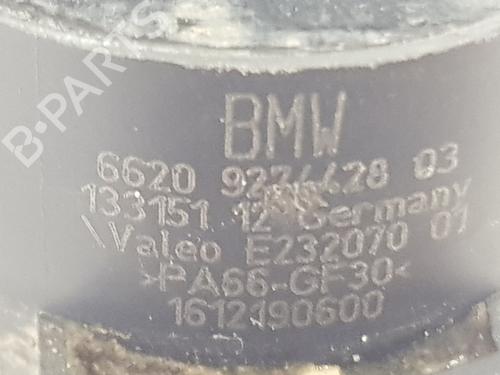 B-PARTS
BMW
6620 9274428 03
133151 12 Germany
\Valeo E232070 01
>PA66-GF30<
1612190600